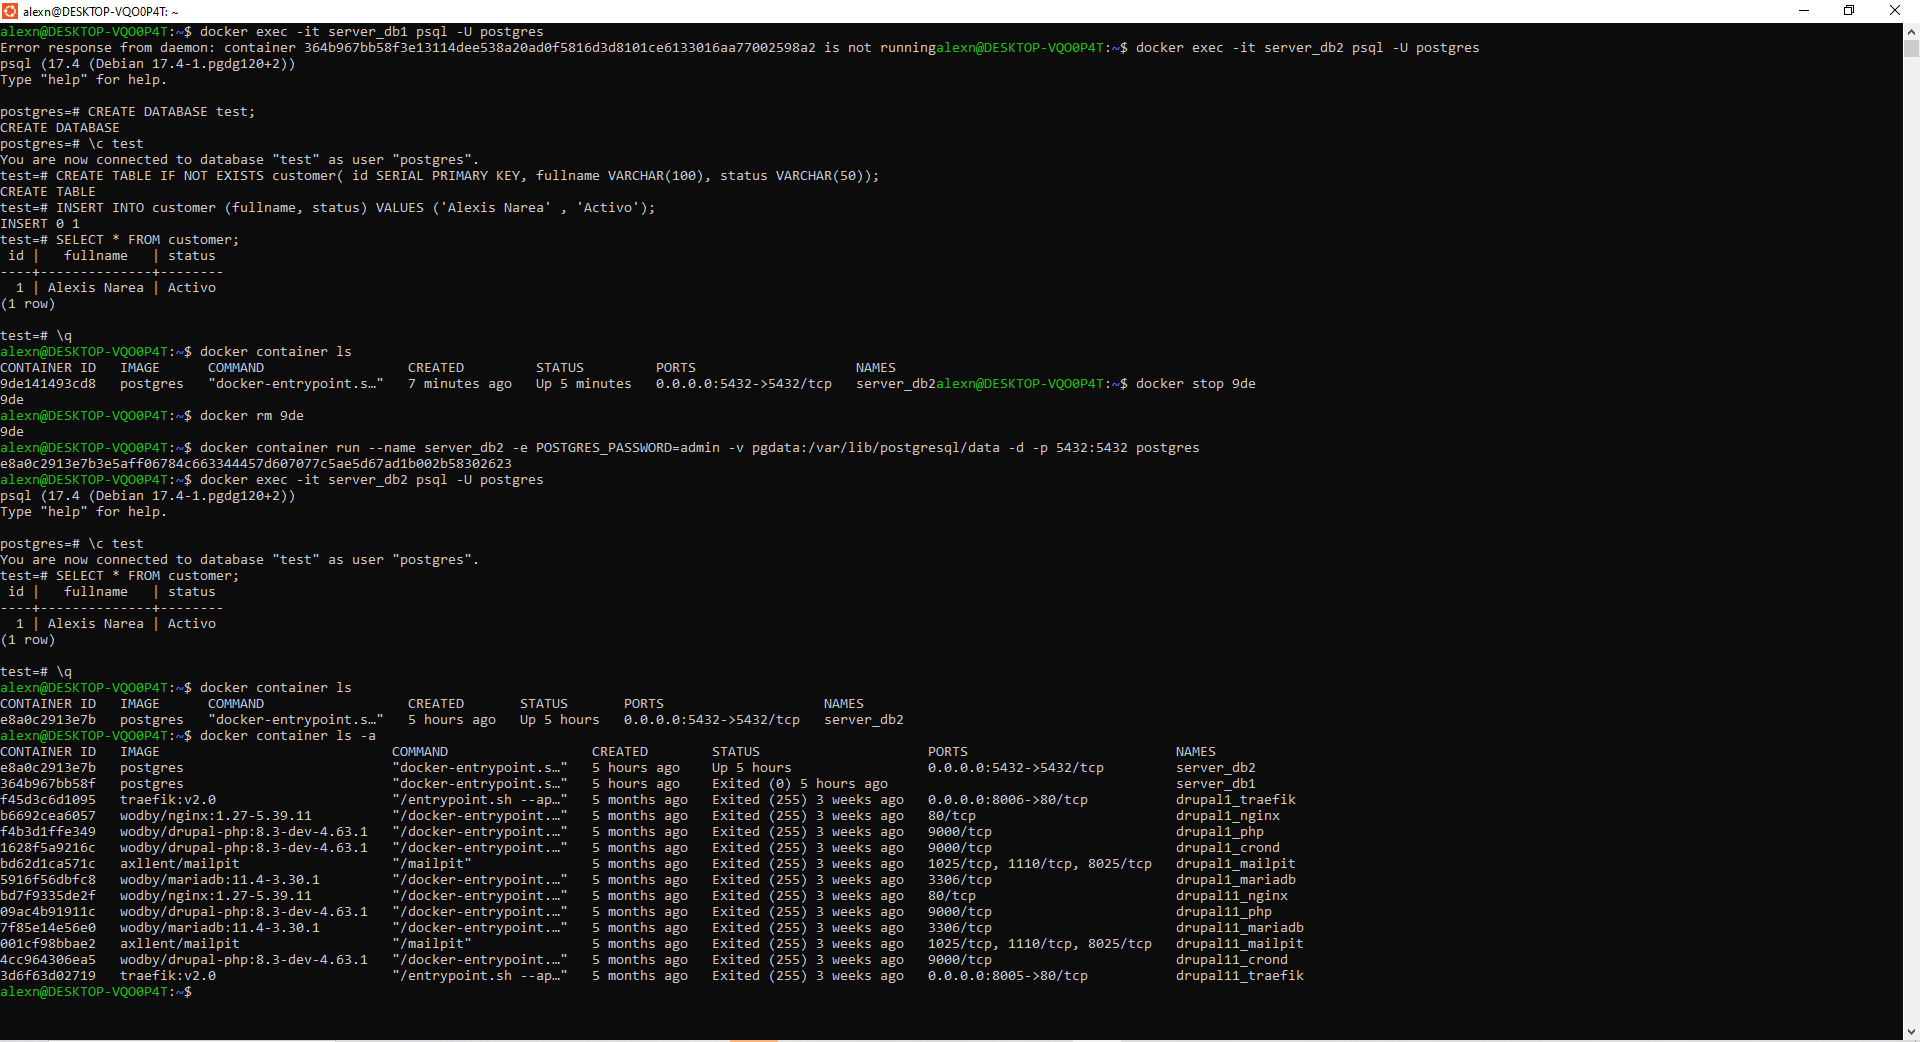 alexn@DESKTOP-VQO0P4T: ~
alexn@DESKTOP-VQO0P4T:~$ docker exec -it server_db1 psql -U postgres
Error response from daemon: container 364b967bb58f3e13114dee538a20ad0f5816d3d8101ce6133016aa77002598a2 is not runningalexn@DESKTOP-VQO0P4T:~$ docker exec -it server_db2 psql -U postgres
psql (17.4 (Debian 17.4-1.pgdg120+2))
Type "help" for help.

postgres=# CREATE DATABASE test;
CREATE DATABASE
postgres=# \c test
You are now connected to database "test" as user "postgres".
test=# CREATE TABLE IF NOT EXISTS customer( id SERIAL PRIMARY KEY, fullname VARCHAR(100), status VARCHAR(50));
CREATE TABLE
test=# INSERT INTO customer (fullname, status) VALUES ('Alexis Narea' , 'Activo');
INSERT 0 1
test=# SELECT * FROM customer;
 id |   fullname   | status
----+--------------+--------
  1 | Alexis Narea | Activo
(1 row)

test=# \q
alexn@DESKTOP-VQO0P4T:~$ docker container ls
CONTAINER ID   IMAGE      COMMAND                  CREATED         STATUS         PORTS                    NAMES
9de141493cd8   postgres   "docker-entrypoint.s…"   7 minutes ago   Up 5 minutes   0.0.0.0:5432->5432/tcp   server_db2alexn@DESKTOP-VQO0P4T:~$ docker stop 9de
9de
alexn@DESKTOP-VQO0P4T:~$ docker rm 9de
9de
alexn@DESKTOP-VQO0P4T:~$ docker container run --name server_db2 -e POSTGRES_PASSWORD=admin -v pgdata:/var/lib/postgresql/data -d -p 5432:5432 postgres
e8a0c2913e7b3e5aff06784c663344457d607077c5ae5d67ad1b002b58302623
alexn@DESKTOP-VQO0P4T:~$ docker exec -it server_db2 psql -U postgres
psql (17.4 (Debian 17.4-1.pgdg120+2))
Type "help" for help.

postgres=# \c test
You are now connected to database "test" as user "postgres".
test=# SELECT * FROM customer;
 id |   fullname   | status
----+--------------+--------
  1 | Alexis Narea | Activo
(1 row)

test=# \q
alexn@DESKTOP-VQO0P4T:~$ docker container ls
CONTAINER ID   IMAGE      COMMAND                  CREATED       STATUS       PORTS                    NAMES
e8a0c2913e7b   postgres   "docker-entrypoint.s…"   5 hours ago   Up 5 hours   0.0.0.0:5432->5432/tcp   server_db2
alexn@DESKTOP-VQO0P4T:~$ docker container ls -a
CONTAINER ID   IMAGE                             COMMAND                  CREATED        STATUS                     PORTS                          NAMES
e8a0c2913e7b   postgres                          "docker-entrypoint.s…"   5 hours ago    Up 5 hours                 0.0.0.0:5432->5432/tcp         server_db2
364b967bb58f   postgres                          "docker-entrypoint.s…"   5 hours ago    Exited (0) 5 hours ago                                    server_db1
f45d3c6d1095   traefik:v2.0                      "/entrypoint.sh --ap…"   5 months ago   Exited (255) 3 weeks ago   0.0.0.0:8006->80/tcp           drupal1_traefik
b6692cea6057   wodby/nginx:1.27-5.39.11          "/docker-entrypoint.…"   5 months ago   Exited (255) 3 weeks ago   80/tcp                         drupal1_nginx
f4b3d1ffe349   wodby/drupal-php:8.3-dev-4.63.1   "/docker-entrypoint.…"   5 months ago   Exited (255) 3 weeks ago   9000/tcp                       drupal1_php
1628f5a9216c   wodby/drupal-php:8.3-dev-4.63.1   "/docker-entrypoint.…"   5 months ago   Exited (255) 3 weeks ago   9000/tcp                       drupal1_crond
bd62d1ca571c   axllent/mailpit                   "/mailpit"               5 months ago   Exited (255) 3 weeks ago   1025/tcp, 1110/tcp, 8025/tcp   drupal1_mailpit
5916f56dbfc8   wodby/mariadb:11.4-3.30.1         "/docker-entrypoint.…"   5 months ago   Exited (255) 3 weeks ago   3306/tcp                       drupal1_mariadb
bd7f9335de2f   wodby/nginx:1.27-5.39.11          "/docker-entrypoint.…"   5 months ago   Exited (255) 3 weeks ago   80/tcp                         drupal11_nginx
09ac4b91911c   wodby/drupal-php:8.3-dev-4.63.1   "/docker-entrypoint.…"   5 months ago   Exited (255) 3 weeks ago   9000/tcp                       drupal11_php
7f85e14e56e0   wodby/mariadb:11.4-3.30.1         "/docker-entrypoint.…"   5 months ago   Exited (255) 3 weeks ago   3306/tcp                       drupal11_mariadb
001cf98bbae2   axllent/mailpit                   "/mailpit"               5 months ago   Exited (255) 3 weeks ago   1025/tcp, 1110/tcp, 8025/tcp   drupal11_mailpit
4cc964306ea5   wodby/drupal-php:8.3-dev-4.63.1   "/docker-entrypoint.…"   5 months ago   Exited (255) 3 weeks ago   9000/tcp                       drupal11_crond
3d6f63d02719   traefik:v2.0                      "/entrypoint.sh --ap…"   5 months ago   Exited (255) 3 weeks ago   0.0.0.0:8005->80/tcp           drupal11_traefik
alexn@DESKTOP-VQO0P4T:~$